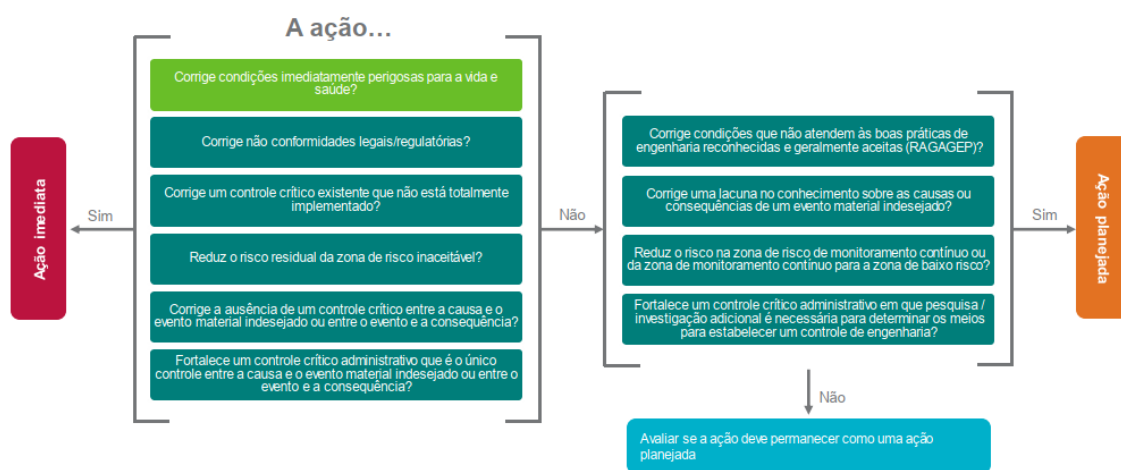 A ação...
Corrige condições imediatamente perigosas para a vida e
saúde?
Corrige não conformidades legais/regulatórias?
Corrige um controle crítico existente que não está totalmente
implementado?
Reduz o risco residual da zona de risco inaceitável?
Corrige a ausência de um controle crítico entre a causa e o
evento material indesejado ou entre o evento e a consequência?
Fortalece um controle crítico administrativo que é o único
controle entre a causa e o evento material indesejado ou entre o
evento e a consequência?
Sim
Ação imediata
Não
Corrige condições que não atendem às boas práticas de
engenharia reconhecidas e geralmente aceitas (RAGAGEP)?
Corrige uma lacuna no conhecimento sobre as causas ou
consequências de um evento material indesejado?
Reduz o risco na zona de risco de monitoramento contínuo ou
da zona de monitoramento contínuo para a zona de baixo risco?
Fortalece um controle crítico administrativo em que pesquisa /
investigação adicional é necessária para determinar os meios
para estabelecer um controle de engenharia?
Sim
Ação planejada
Não
Avaliar se a ação deve permanecer como uma ação
planejada